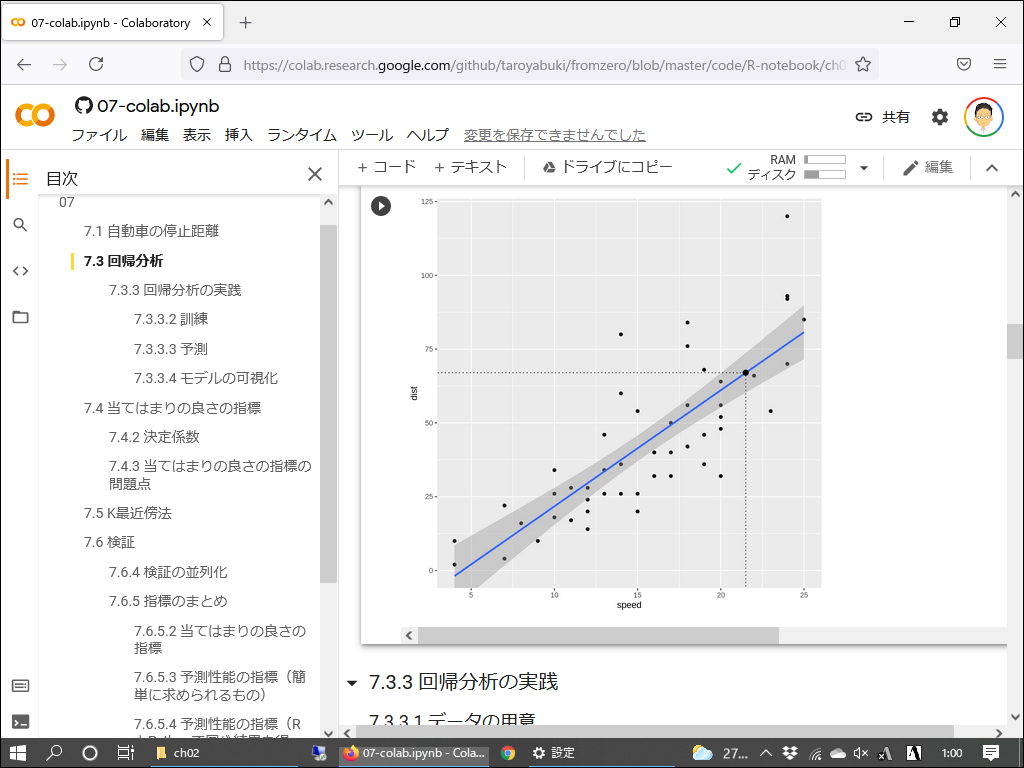 07-colab.ipynb - Colaboratory
https://colab.research.google.com/github/taroyabuki/fromzero/blob/master/code/R-notebook/ch0
07-colab.ipynb
ファイル 編集 表示 挿入 ランタイム ツール ヘルプ 変更を保存できませんでした
共有
目次
+ コード + テキスト ドライブにコピー
RAM
ディスク
編集
07
7.1 自動車の停止距離
7.3 回帰分析
7.3.3 回帰分析の実践
7.3.3.2 訓練
7.3.3.3 予測
7.3.3.4 モデルの可視化
7.4 当てはまりの良さの指標
7.4.2 決定係数
7.4.3 当てはまりの良さの指標の
問題点
7.5 K最近傍法
7.6 検証
7.6.4 検証の並列化
7.6.5 指標のまとめ
7.6.5.2 当てはまりの良さの
指標
7.6.5.3 予測性能の指標（簡
単に求められるもの）
7.6.5.4 予測性能の指標（R
125
100
75
50
25
0
dist
5 10 15 20 25
speed
7.3.3 回帰分析の実践
7.3.3.1 データの用意
ch02
07-colab.ipynb - Cola...
設定
27...
A
A
1:00